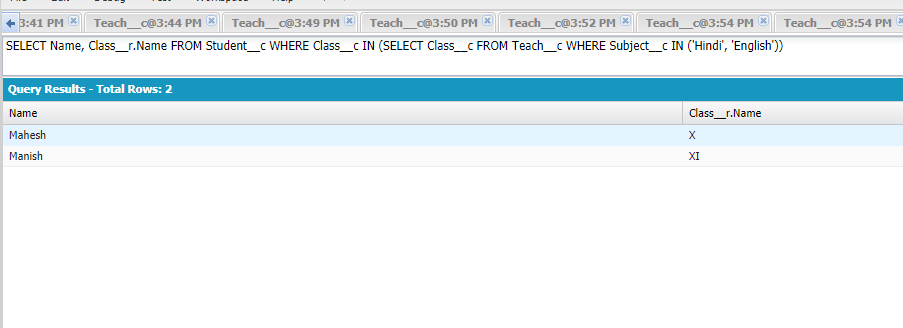 3:41 PM Teach__c@3:44 PM Teach__c@3:49 PM Teach__c@3:50 PM Teach__c@3:52 PM Teach__c@3:54 PM Teach__c@3:54 PM
SELECT Name, Class__r.Name FROM Student__c WHERE Class__c IN (SELECT Class__c FROM Teach__c WHERE Subject__c IN ('Hindi', 'English'))
Query Results - Total Rows: 2
Name Class__r.Name
Mahesh X
Manish XI